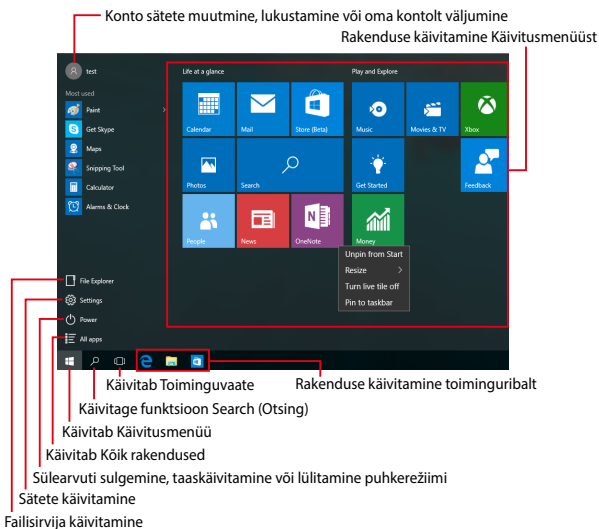 Konto sätete muutmine, lukustamine või oma kontolt väljumine
Rakenduse käivitamine Käivitusmenüüst
test
Life at a glance
Play and Explore
Most used
Paint
Get Skype
Maps
Snipping Tool
Calculator
Alarms & Clock
Calendar
Mail
Store (Beta)
Music
Movies & TV
Xbox
Photos
Search
Get Started
Feedback
People
News
OneNote
Money
Unpin from Start
Resize
Turn live tile off
Pin to taskbar
File Explorer
Settings
Power
All apps
Käivitab Toiminguvaate
Rakenduse käivitamine toiminguribalt
Käivitage funktsioon Search (Otsing)
Käivitab Käivitusmenüü
Käivitab Kõik rakendused
Sülearvuti sulgemine, taaskäivitamine või lülitamine puhkerežiimi
Sätete käivitamine
Failisirvija käivitamine